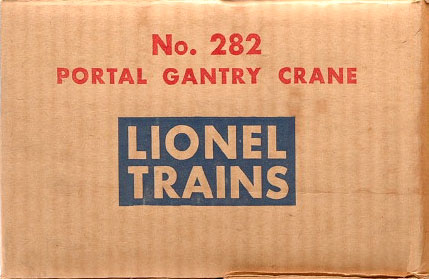 No. 282
PORTAL GANTRY CRANE
LIONEL
TRAINS